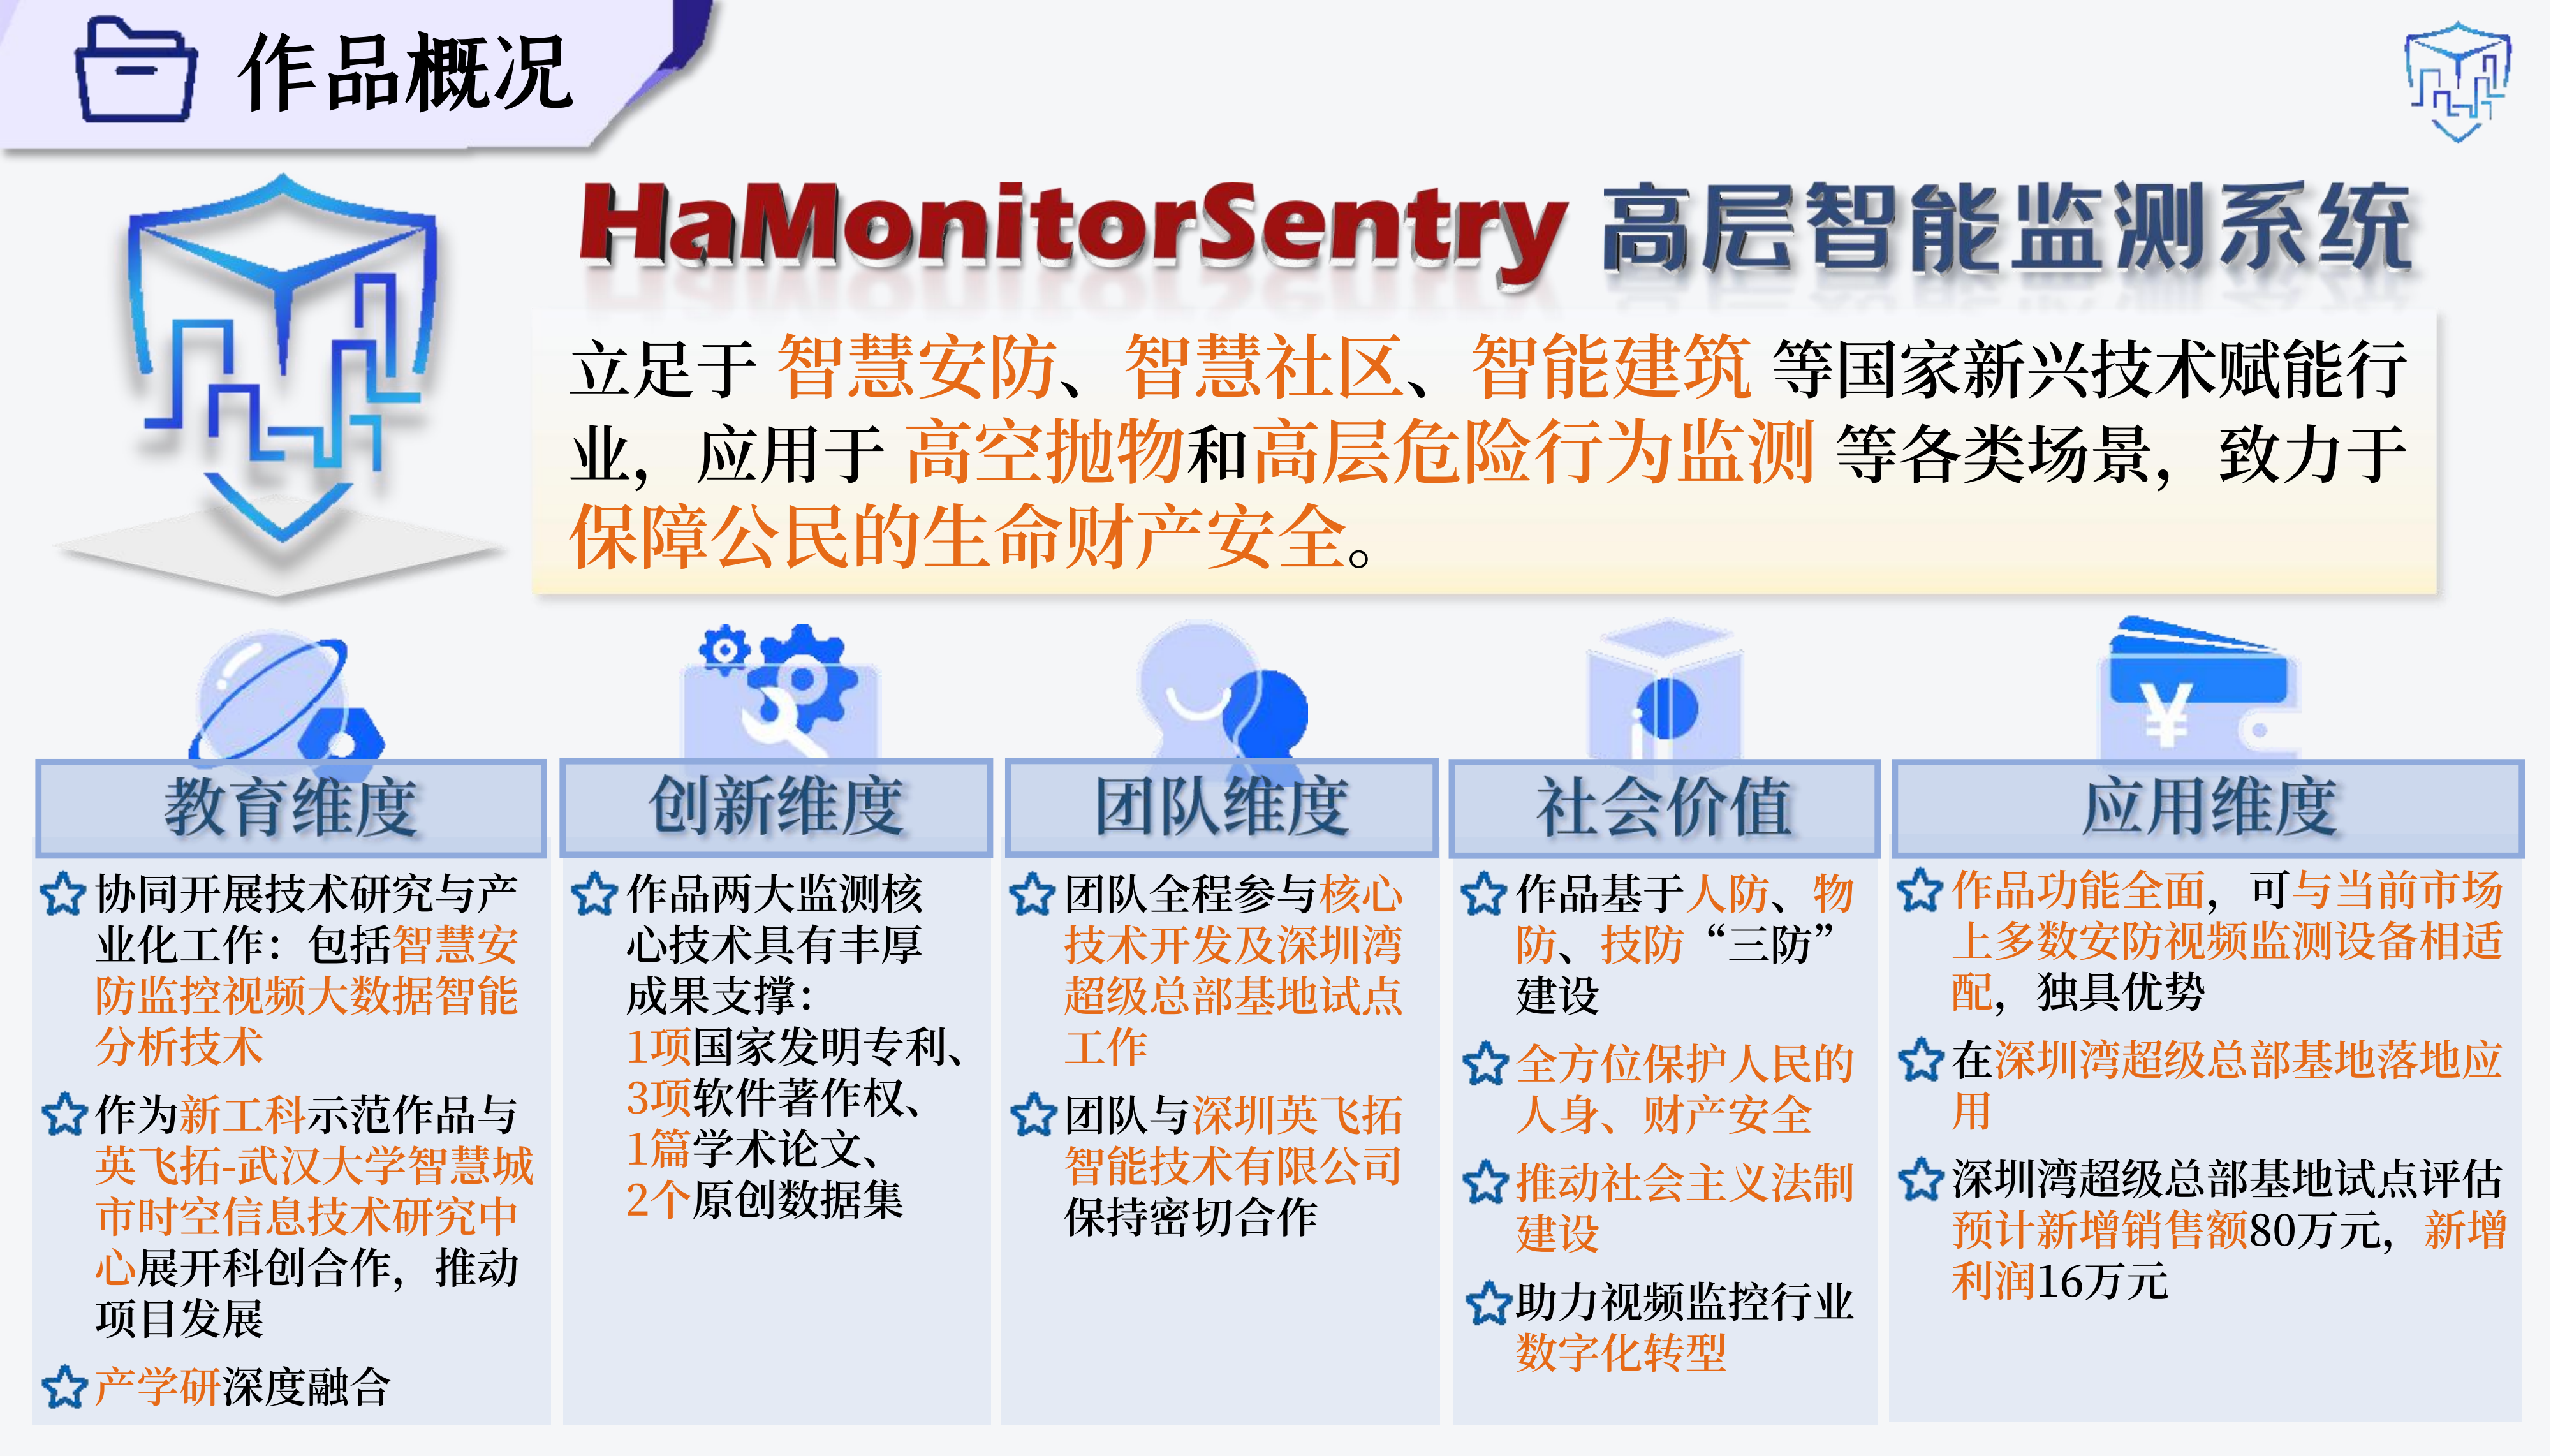 作品概况
HaMonitorSentry 高层智能监测系统
立足于 智慧安防、智慧社区、智能建筑 等国家新兴技术赋能行
业，应用于 高空抛物和高层危险行为监测 等各类场景，致力于
保障公民的生命财产安全。
¥
教育维度
协同开展技术研究与产
业化工作：包括智慧安
防监控视频大数据智能
分析技术
作为新工科示范作品与
英飞拓-武汉大学智慧城
市时空信息技术研究中
心展开科创合作，推动
项目发展
产学研深度融合
创新维度
作品两大监测核
心技术具有丰厚
成果支撑：
1项国家发明专利、
3项软件著作权、
1篇学术论文、
2个原创数据集
团队维度
团队全程参与核心
技术开发及深圳湾
超级总部基地试点
工作
团队与深圳英飞拓
智能技术有限公司
保持密切合作
社会价值
作品基于人防、物
防、技防“三防”
建设
全方位保护人民的
人身、财产安全
推动社会主义法制
建设
助力视频监控行业
数字化转型
应用维度
作品功能全面，可与当前市场
上多数安防视频监测设备相适
配，独具优势
在深圳湾超级总部基地落地应
用
深圳湾超级总部基地试点评估
预计新增销售额80万元，新增
利润16万元